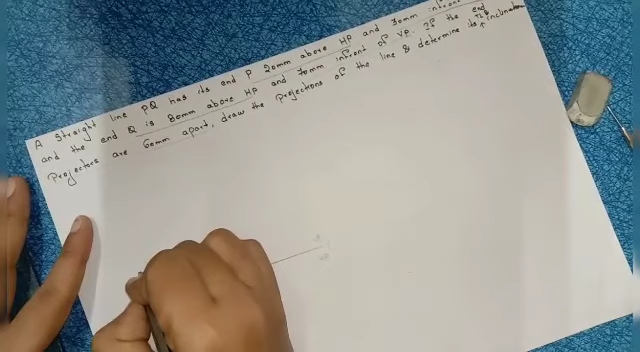 A Straight line PQ has its end P 20mm above HP and 30mm infront
and the end Q is 80mm above HP and 70mm infront of VP. If the end
Projectors are 60mm apart, draw the projections of the line & determine its inclination